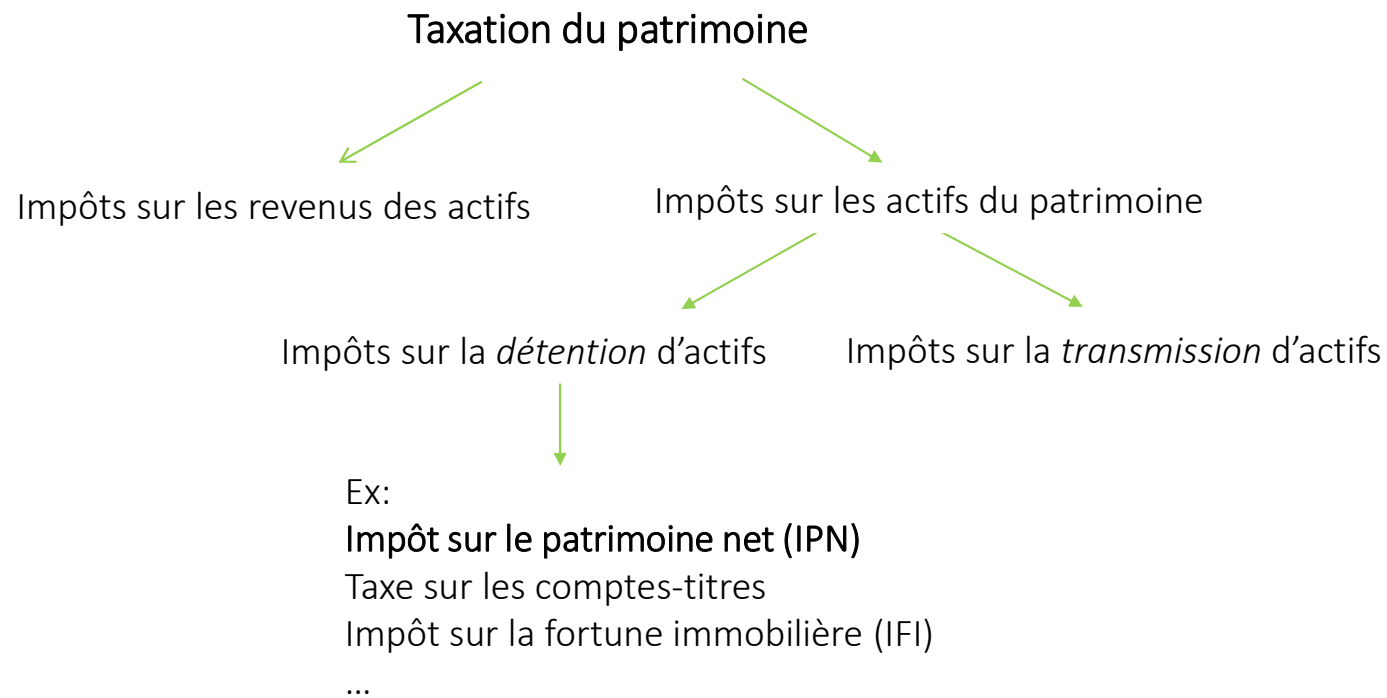 Taxation du patrimoine
Impôts sur les revenus des actifs
Impôts sur les actifs du patrimoine
Impôts sur la détention d’actifs
Impôts sur la transmission d’actifs
Ex:
Impôt sur le patrimoine net (IPN)
Taxe sur les comptes-titres
Impôt sur la fortune immobilière (IFI)
...